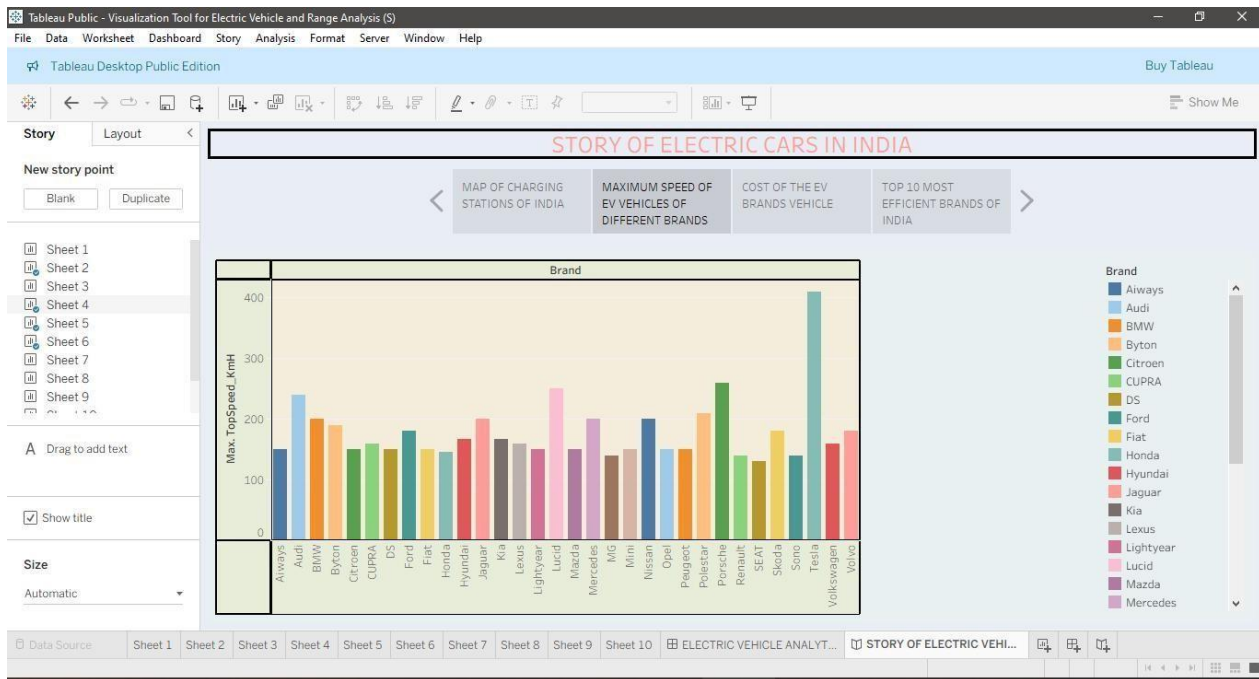 Tableau Public - Visualization Tool for Electric Vehicle and Range Analysis (S)
File Data Worksheet Dashboard Story Analysis Format Server Window Help
Tableau Desktop Public Edition
Buy Tableau
Show Me
Story
Layout
New story point
Blank
Duplicate
Sheet 1
Sheet 2
Sheet 3
Sheet 4
Sheet 5
Sheet 6
Sheet 7
Sheet 8
Sheet 9
A Drag to add text
Show title
Size
Automatic
STORY OF ELECTRIC CARS IN INDIA
MAP OF CHARGING
STATIONS OF INDIA
MAXIMUM SPEED OF
EV VEHICLES OF
DIFFERENT BRANDS
COST OF THE EV
BRANDS VEHICLE
TOP 10 MOST
EFFICIENT BRANDS OF
INDIA
Brand
Max. TopSpeed_KmH
400
300
200
100
0
Aiways
Audi
BMW
Byton
Citroen
CUPRA
DS
Ford
Fiat
Honda
Hyundai
Jaguar
Kia
Lexus
Lightyear
Lucid
Mazda
Mercedes
MG
Mini
Nissan
Opel
Peugeot
Polestar
Porsche
Renault
SEAT
Skoda
Sono
Tesla
Volkswagen
Volvo
Brand
Aiways
Audi
BMW
Byton
Citroen
CUPRA
DS
Ford
Fiat
Honda
Hyundai
Jaguar
Kia
Lexus
Lightyear
Lucid
Mazda
Mercedes
Data Source Sheet 1 Sheet 2 Sheet 3 Sheet 4 Sheet 5 Sheet 6 Sheet 7 Sheet 8 Sheet 9 Sheet 10 ELECTRIC VEHICLE ANALYT... STORY OF ELECTRIC VEHI...